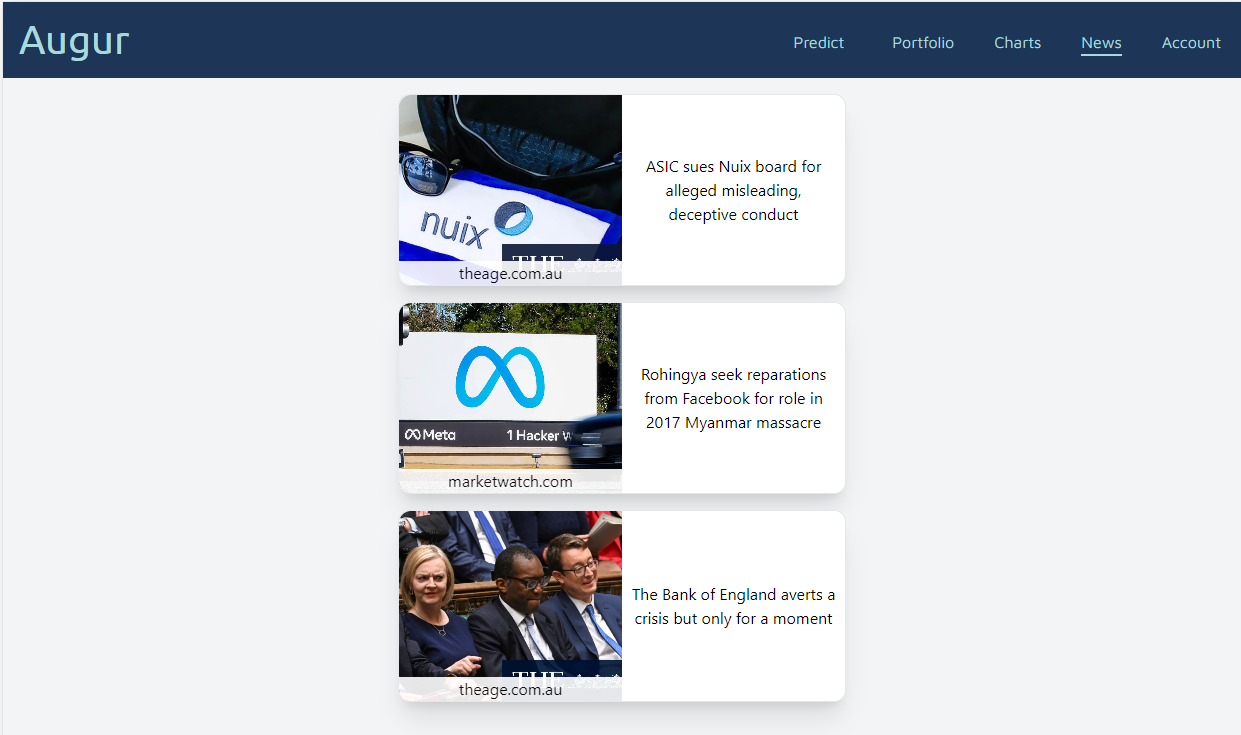 Augur
Predict
Portfolio
Charts
News
Account
nuix
THE
theage.com.au
ASIC sues Nuix board for
alleged misleading,
deceptive conduct
Meta
1 Hacker W
marketwatch.com
Rohingya seek reparations
from Facebook for role in
2017 Myanmar massacre
THE
theage.com.au
The Bank of England averts a
crisis but only for a moment